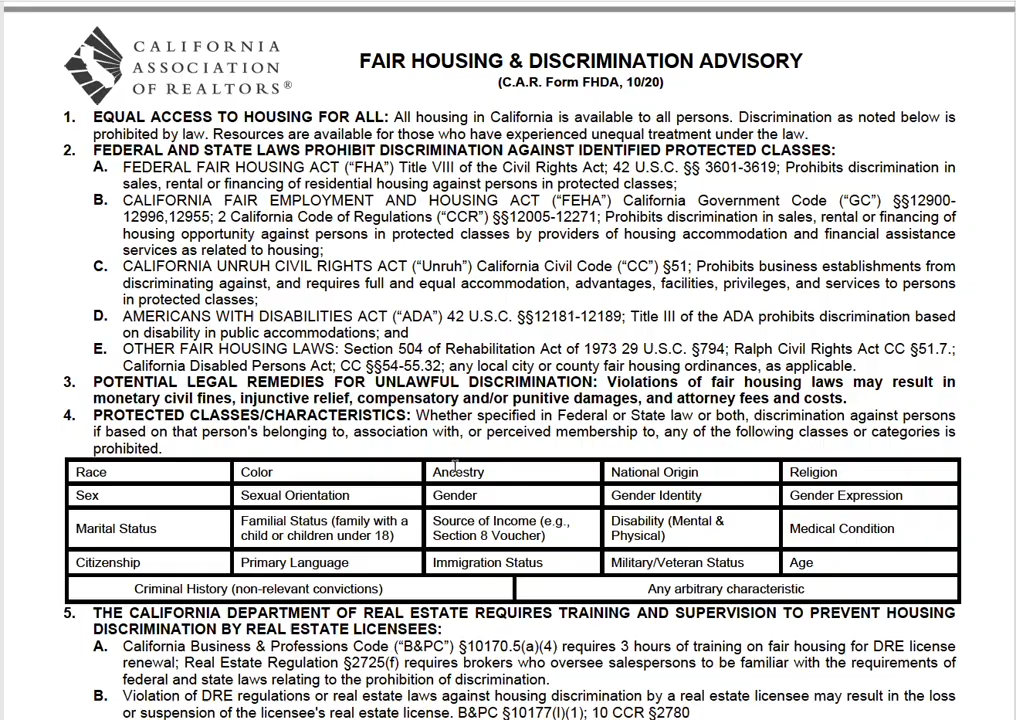 CALIFORNIA
ASSOCIATION
OF REALTORS®
FAIR HOUSING & DISCRIMINATION ADVISORY
(C.A.R. Form FHDA, 10/20)
1. EQUAL ACCESS TO HOUSING FOR ALL: All housing in California is available to all persons. Discrimination as noted below is
prohibited by law. Resources are available for those who have experienced unequal treatment under the law.
2. FEDERAL AND STATE LAWS PROHIBIT DISCRIMINATION AGAINST IDENTIFIED PROTECTED CLASSES:
A. FEDERAL FAIR HOUSING ACT (“FHA”) Title VIII of the Civil Rights Act; 42 U.S.C. §§ 3601-3619; Prohibits discrimination in
sales, rental or financing of residential housing against persons in protected classes;
B. CALIFORNIA FAIR EMPLOYMENT AND HOUSING ACT (“FEHA”) California Government Code (“GC”) §§12900-
12996,12955; 2 California Code of Regulations (“CCR”) §§12005-12271; Prohibits discrimination in sales, rental or financing of
housing opportunity against persons in protected classes by providers of housing accommodation and financial assistance
services as related to housing;
C. CALIFORNIA UNRUH CIVIL RIGHTS ACT (“Unruh”) California Civil Code (“CC”) §51; Prohibits business establishments from
discriminating against, and requires full and equal accommodation, advantages, facilities, privileges, and services to persons
in protected classes;
D. AMERICANS WITH DISABILITIES ACT (“ADA”) 42 U.S.C. §§12181-12189; Title III of the ADA prohibits discrimination based
on disability in public accommodations; and
E. OTHER FAIR HOUSING LAWS: Section 504 of Rehabilitation Act of 1973 29 U.S.C. §794; Ralph Civil Rights Act CC §51.7.;
California Disabled Persons Act; CC §§54-55.32; any local city or county fair housing ordinances, as applicable.
3. POTENTIAL LEGAL REMEDIES FOR UNLAWFUL DISCRIMINATION: Violations of fair housing laws may result in
monetary civil fines, injunctive relief, compensatory and/or punitive damages, and attorney fees and costs.
4. PROTECTED CLASSES/CHARACTERISTICS: Whether specified in Federal or State law or both, discrimination against persons
if based on that person's belonging to, association with, or perceived membership to, any of the following classes or categories is
prohibited.
Race Color Ancestry National Origin Religion
Sex Sexual Orientation Gender Gender Identity Gender Expression
Marital Status Familial Status (family with a child or children under 18) Source of Income (e.g., Section 8 Voucher) Disability (Mental & Physical) Medical Condition
Citizenship Primary Language Immigration Status Military/Veteran Status Age
Criminal History (non-relevant convictions) Any arbitrary characteristic
5. THE CALIFORNIA DEPARTMENT OF REAL ESTATE REQUIRES TRAINING AND SUPERVISION TO PREVENT HOUSING
DISCRIMINATION BY REAL ESTATE LICENSEES:
A. California Business & Professions Code (“B&PC”) §10170.5(a)(4) requires 3 hours of training on fair housing for DRE license
renewal; Real Estate Regulation §2725(f) requires brokers who oversee salespersons to be familiar with the requirements of
federal and state laws relating to the prohibition of discrimination.
B. Violation of DRE regulations or real estate laws against housing discrimination by a real estate licensee may result in the loss
or suspension of the licensee's real estate license. B&PC §10177(l)(1); 10 CCR §2780